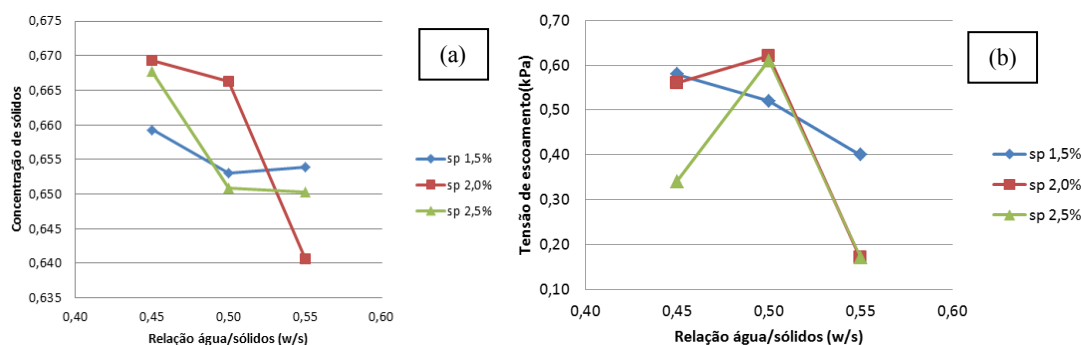 (a)
Concentração de sólidos
0,675
0,670
0,665
0,660
0,655
0,650
0,645
0,640
0,635
0,40
0,45
0,50
0,55
0,60
Relação água/sólidos (w/s)
sp 1,5%
sp 2,0%
sp 2,5%
(b)
Tensão de escoamento(kPa)
0,70
0,60
0,50
0,40
0,30
0,20
0,10
0,40
0,45
0,50
0,55
0,60
Relação água/sólidos (w/s)
sp 1,5%
sp 2,0%
sp 2,5%